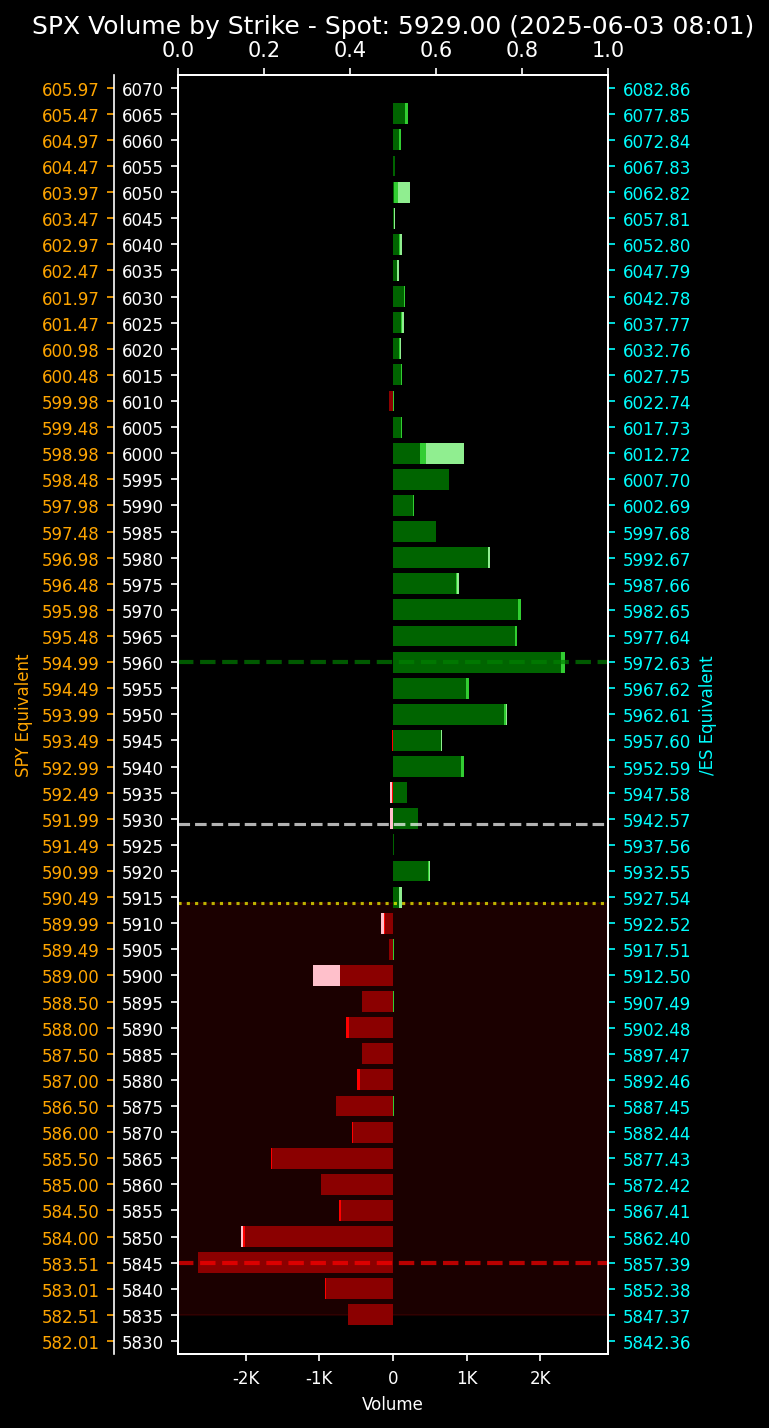 SPX Volume by Strike - Spot: 5929.00 (2025-06-03 08:01)
0.0 0.2 0.4 0.6 0.8 1.0
605.97 6070 6082.86
605.47 6065 6077.85
604.97 6060 6072.84
604.47 6055 6067.83
603.97 6050 6062.82
603.47 6045 6057.81
602.97 6040 6052.80
602.47 6035 6047.79
601.97 6030 6042.78
601.47 6025 6037.77
600.98 6020 6032.76
600.48 6015 6027.75
599.98 6010 6022.74
599.48 6005 6017.73
598.98 6000 6012.72
598.48 5995 6007.70
597.98 5990 6002.69
597.48 5985 5997.68
596.98 5980 5992.67
596.48 5975 5987.66
595.98 5970 5982.65
595.48 5965 5977.64
594.99 5960 5972.63
594.49 5955 5967.62
593.99 5950 5962.61
593.49 5945 5957.60
592.99 5940 5952.59
592.49 5935 5947.58
591.99 5930 5942.57
591.49 5925 5937.56
590.99 5920 5932.55
590.49 5915 5927.54
589.99 5910 5922.52
589.49 5905 5917.51
589.00 5900 5912.50
588.50 5895 5907.49
588.00 5890 5902.48
587.50 5885 5897.47
587.00 5880 5892.46
586.50 5875 5887.45
586.00 5870 5882.44
585.50 5865 5877.43
585.00 5860 5872.42
584.50 5855 5867.41
584.00 5850 5862.40
583.51 5845 5857.39
583.01 5840 5852.38
582.51 5835 5847.37
582.01 5830 5842.36
SPY Equivalent
/ES Equivalent
-2K -1K 0 1K 2K
Volume